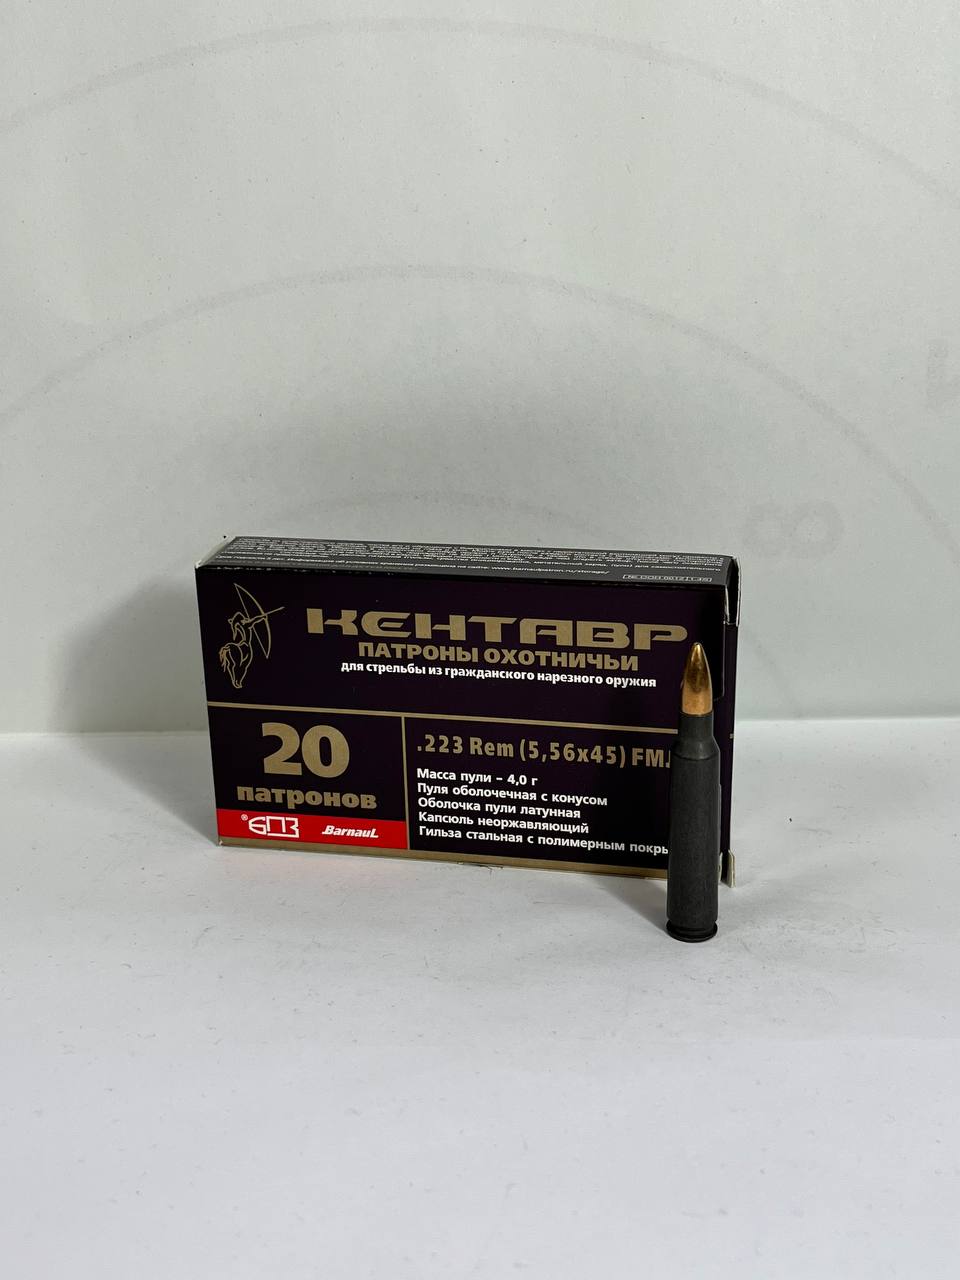 КЕНТАВР
ПАТРОНЫ ОХОТНИЧЬИ
для стрельбы из гражданского нарезного оружия
20
патронов
БПЗ®
Barnaul
.223 Rem (5,56x45) FM
Масса пули – 4,0 г
Пуля оболочечная с конусом
Оболочка пули латунная
Капсюль неоржавляющий
Гильза стальная с полимерным покры